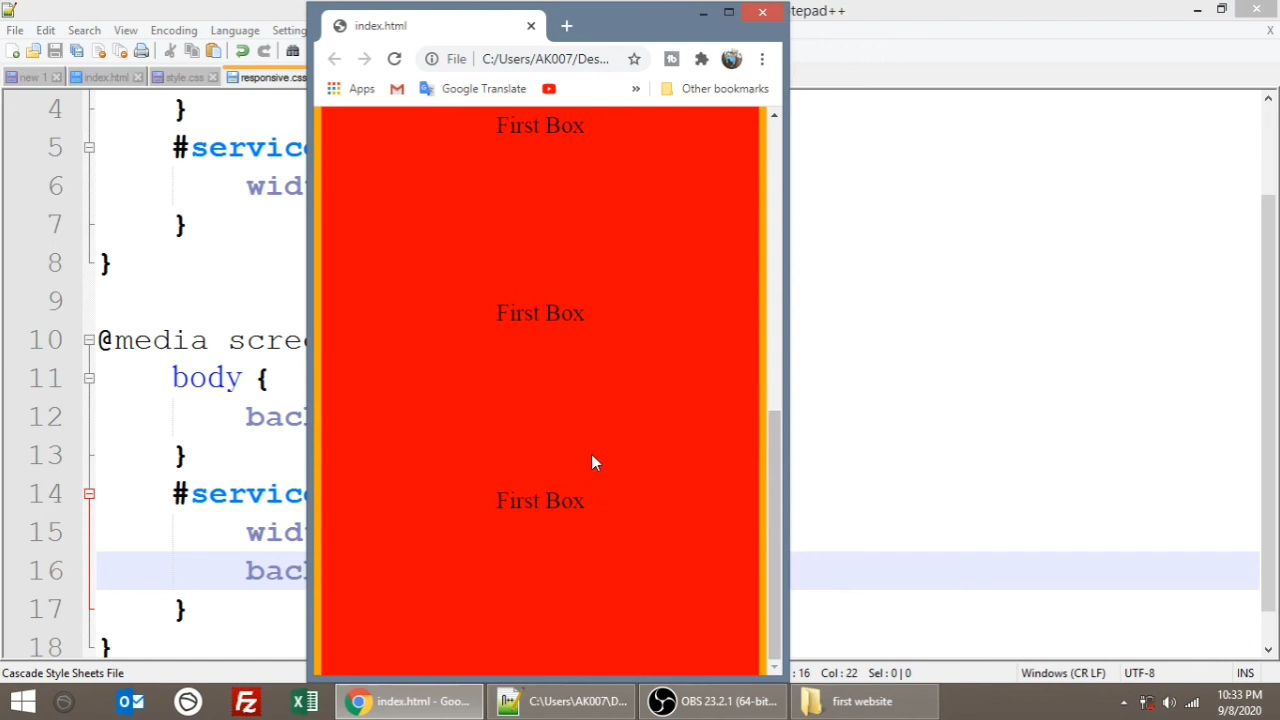 tepad++
File Edit Search View Encoding Language Setting
new 1 index.html style.css responsive.css
index.html
File C:/Users/AK007/Des...
Apps Google Translate » Other bookmarks
4 }
5 #servic
6 wid
7 }
8 }
9
10 @media scre
11 body {
12 bac
13 }
14 #servic
15 wid
16 bac
17 }
18 }
First Box
First Box
First Box
Cascade Style Sheets File : 16 Col : 22 Sel : 0 | 0 Windows (CR LF) UTF-8 INS
index.html - Goo... C:\Users\AK007\D... OBS 23.2.1 (64-bit... first website
10:33 PM
9/8/2020